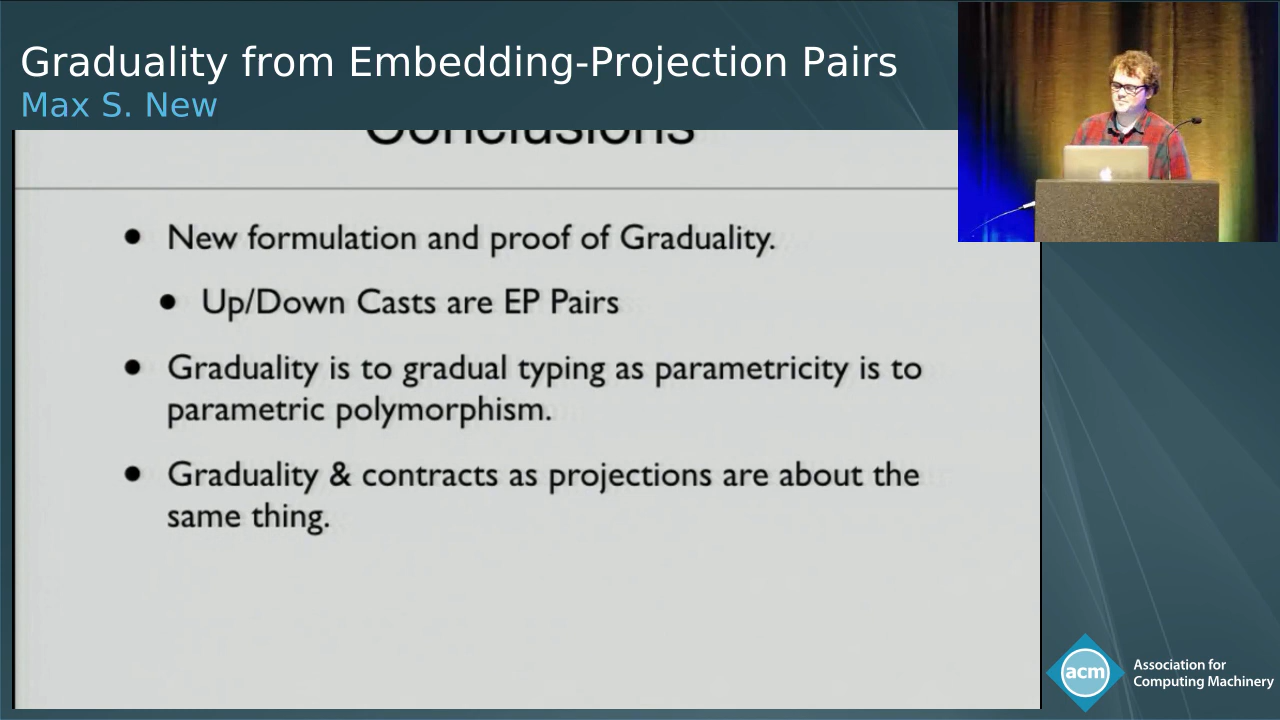 Graduality from Embedding-Projection Pairs
Max S. New
Conclusions
• New formulation and proof of Graduality.
• Up/Down Casts are EP Pairs
• Graduality is to gradual typing as parametricity is to
parametric polymorphism.
• Graduality & contracts as projections are about the
same thing.
acm
Association for
Computing Machinery